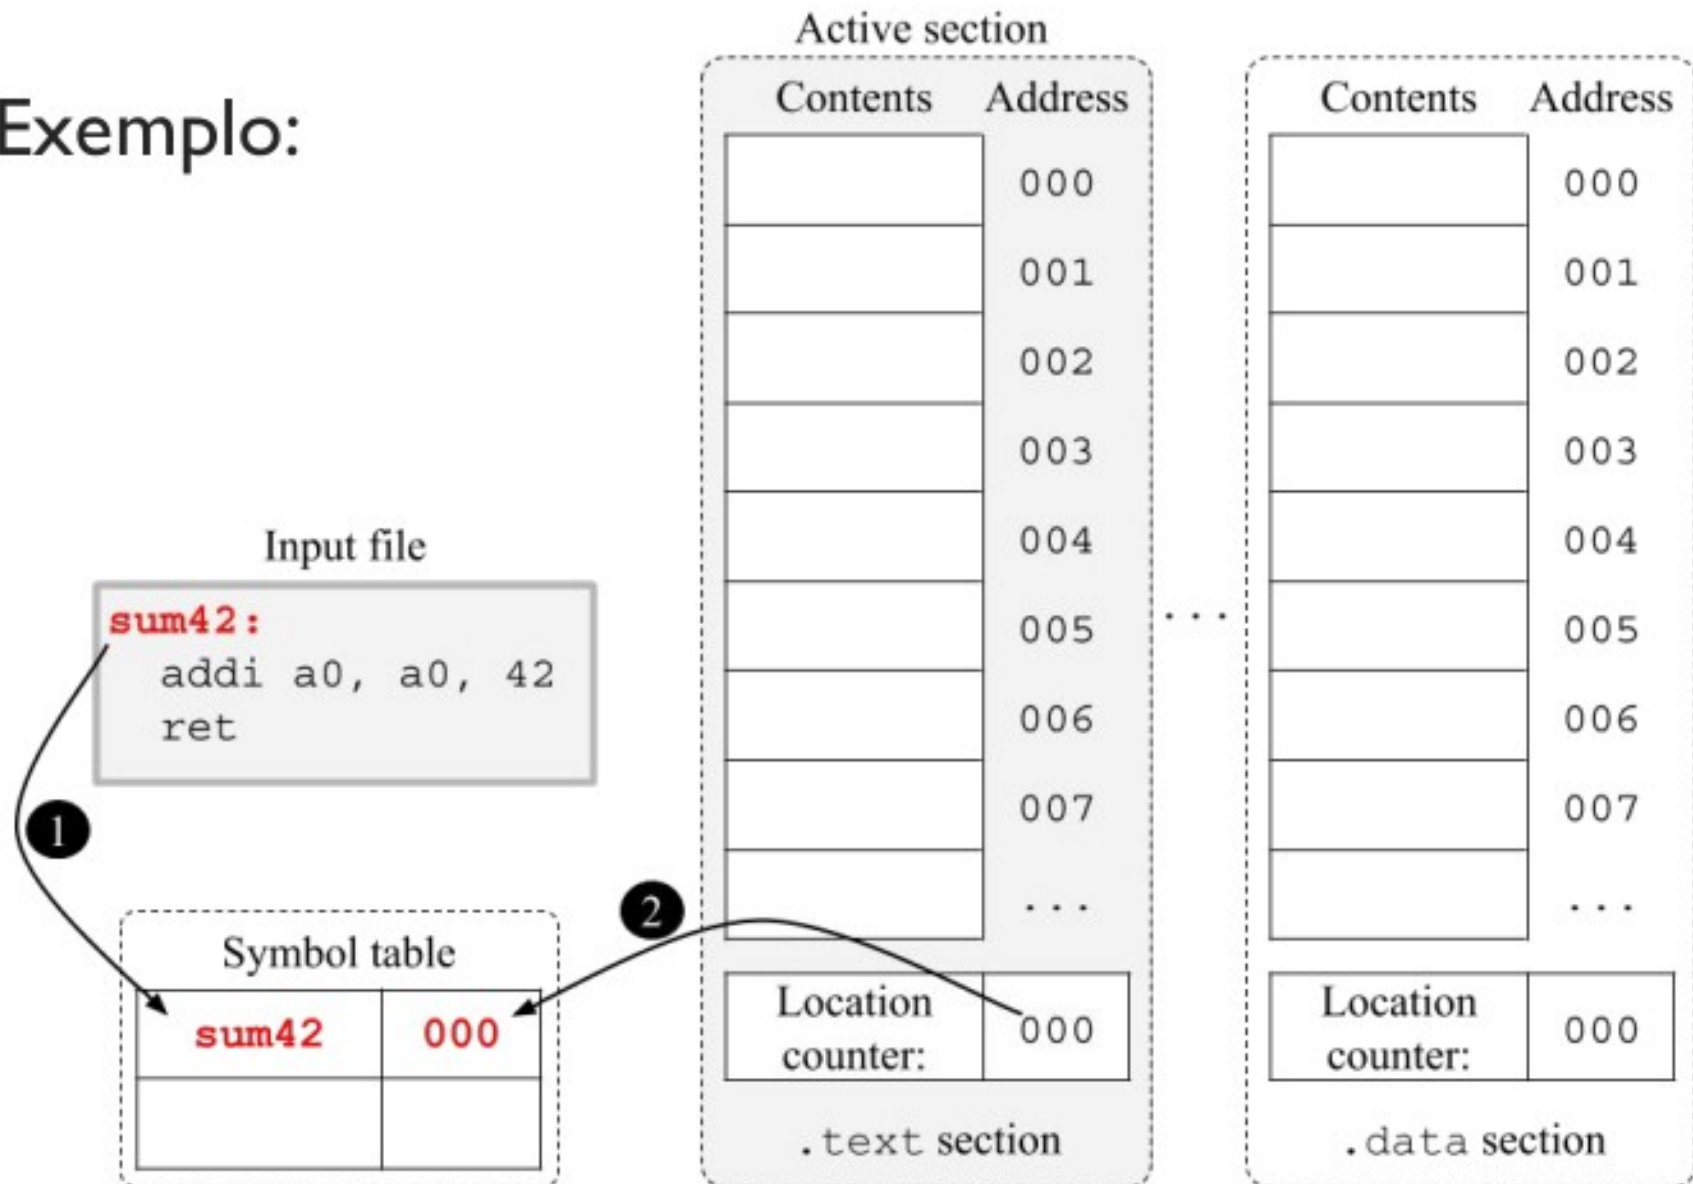 Exemplo:
Active section
Contents Address
000
001
002
003
004
005
006
007
...
Location counter: 000
.text section
...
Contents Address
000
001
002
003
004
005
006
007
...
Location counter: 000
.data section
Input file
sum42:
addi a0, a0, 42
ret
1
2
Symbol table
sum42 000